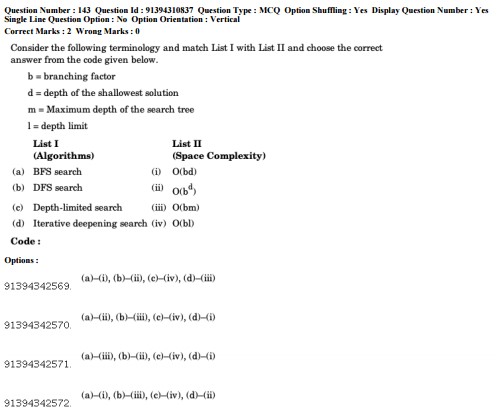 Question Number : 143 Question Id : 91394310837 Question Type : MCQ Option Shuffling : Yes Display Question Number : Yes
Single Line Question Option : No Option Orientation : Vertical
Correct Marks : 2 Wrong Marks : 0
Consider the following terminology and match List I with List II and choose the correct
answer from the code given below.
b = branching factor
d = depth of the shallowest solution
m = Maximum depth of the search tree
l = depth limit
List I List II
(Algorithms) (Space Complexity)
(a) BFS search (i) O(bd)
(b) DFS search (ii) O(b^d)
(c) Depth-limited search (iii) O(bm)
(d) Iterative deepening search (iv) O(bl)
Code :
Options :
91394342569. (a)–(i), (b)–(ii), (c)–(iv), (d)–(iii)
91394342570. (a)–(ii), (b)–(iii), (c)–(iv), (d)–(i)
91394342571. (a)–(iii), (b)–(ii), (c)–(iv), (d)–(i)
91394342572. (a)–(i), (b)–(iii), (c)–(iv), (d)–(ii)